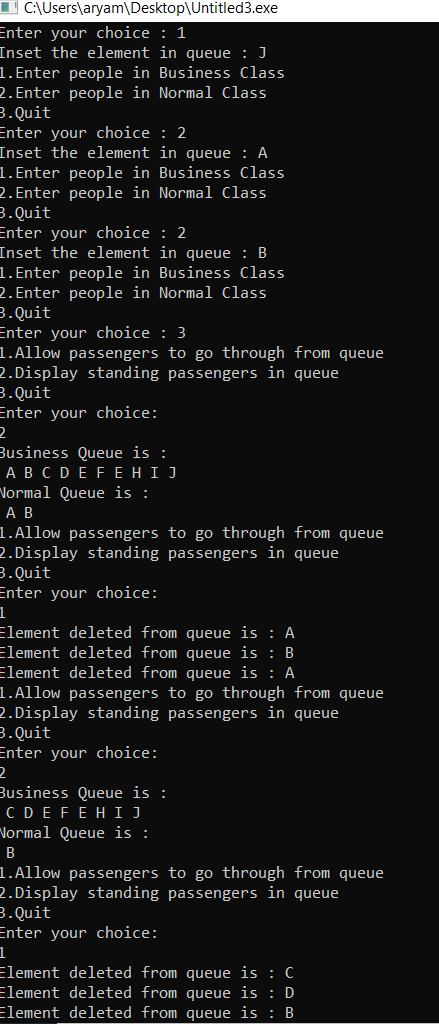 C:\Users\aryam\Desktop\Untitled3.exe
Enter your choice : 1
Inset the element in queue : J
1.Enter people in Business Class
2.Enter people in Normal Class
3.Quit
Enter your choice : 2
Inset the element in queue : A
1.Enter people in Business Class
2.Enter people in Normal Class
3.Quit
Enter your choice : 2
Inset the element in queue : B
1.Enter people in Business Class
2.Enter people in Normal Class
3.Quit
Enter your choice : 3
1.Allow passengers to go through from queue
2.Display standing passengers in queue
3.Quit
Enter your choice:
2
Business Queue is :
A B C D E F E H I J
Normal Queue is :
A B
1.Allow passengers to go through from queue
2.Display standing passengers in queue
3.Quit
Enter your choice:
1
Element deleted from queue is : A
Element deleted from queue is : B
Element deleted from queue is : A
1.Allow passengers to go through from queue
2.Display standing passengers in queue
3.Quit
Enter your choice:
2
Business Queue is :
C D E F E H I J
Normal Queue is :
B
1.Allow passengers to go through from queue
2.Display standing passengers in queue
3.Quit
Enter your choice:
1
Element deleted from queue is : C
Element deleted from queue is : D
Element deleted from queue is : B